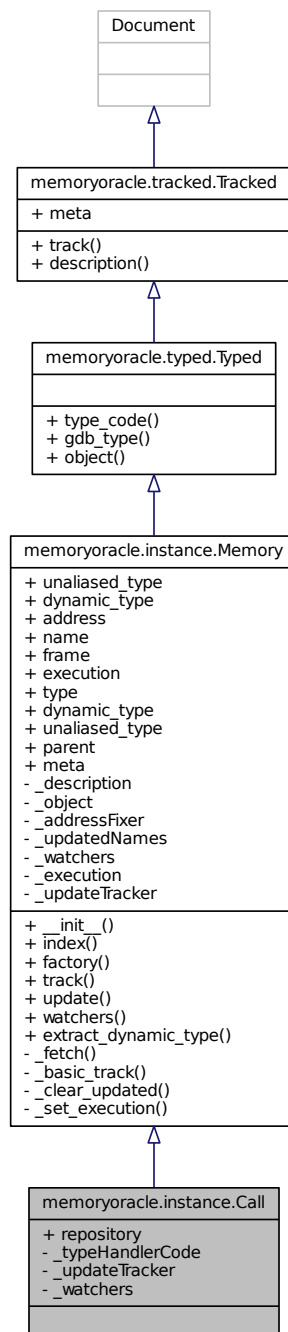 Document
memoryoracle.tracked.Tracked
+ meta
+ track()
+ description()
memoryoracle.typed.Typed
+ type_code()
+ gdb_type()
+ object()
memoryoracle.instance.Memory
+ unaliased_type
+ dynamic_type
+ address
+ name
+ frame
+ execution
+ type
+ dynamic_type
+ unaliased_type
+ parent
+ meta
- _description
- _object
- _addressFixer
- _updatedNames
- _watchers
- _execution
- _updateTracker
+ __init__()
+ index()
+ factory()
+ track()
+ update()
+ watchers()
+ extract_dynamic_type()
- _fetch()
- _basic_track()
- _clear_updated()
- _set_execution()
memoryoracle.instance.Call
+ repository
- _typeHandlerCode
- _updateTracker
- _watchers